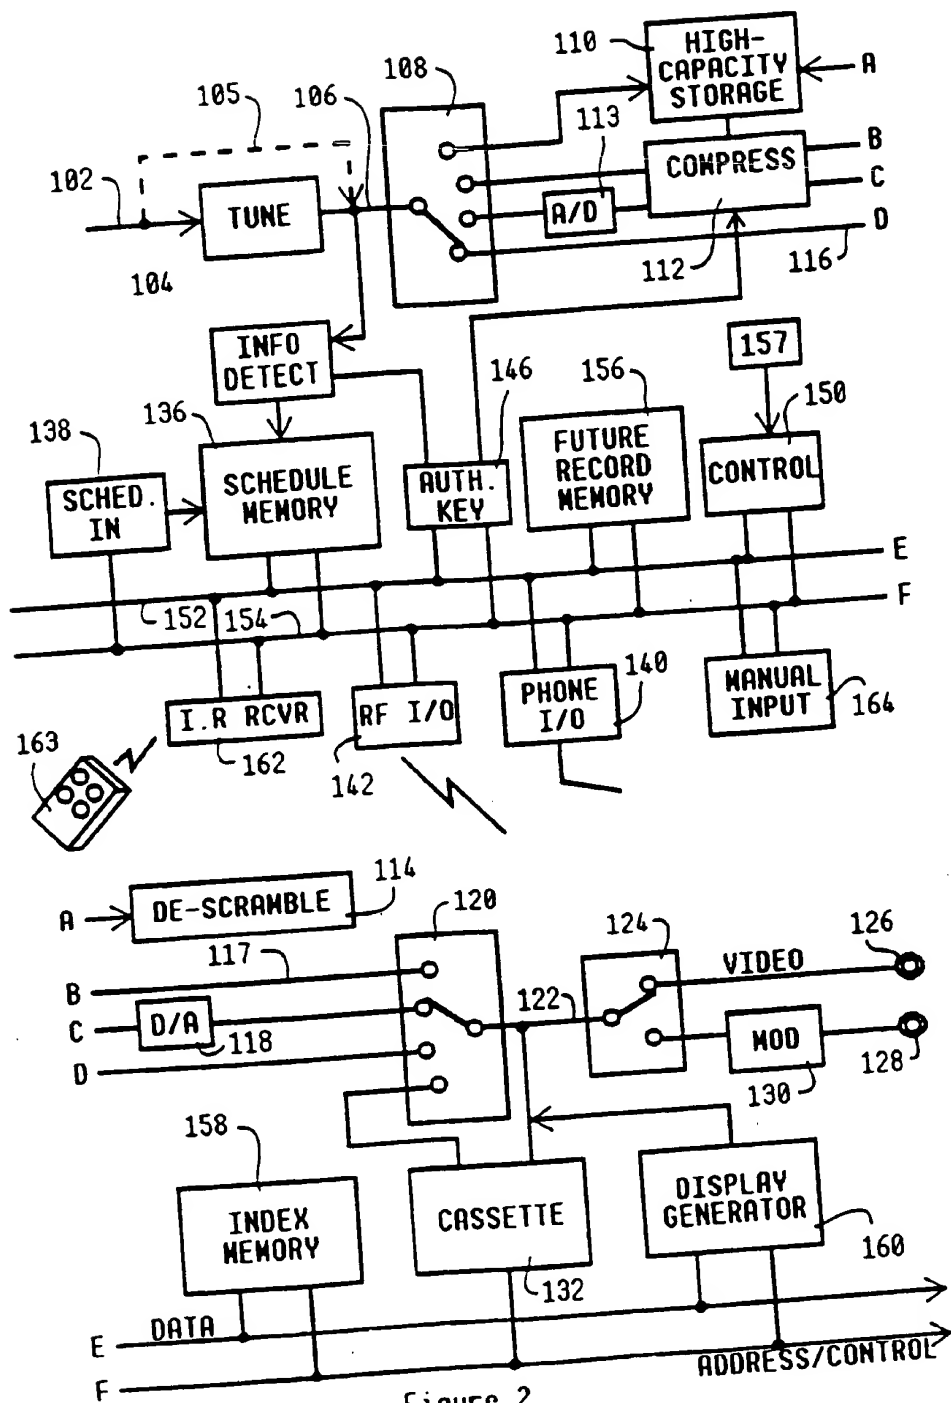 110
HIGH-
CAPACITY
STORAGE
A
108
105
106
113
B
COMPRESS
C
102
TUNE
A/D
D
112
116
104
INFO
DETECT
157
146
156
150
136
138
FUTURE
RECORD
MEMORY
CONTROL
SCHEDULE
MEMORY
AUTH.
KEY
SCHED.
IN
E
152
154
F
PHONE
I/O
140
MANUAL
INPUT
164
I.R RCVR
RF I/O
163
162
142
114
A
DE-SCRAMBLE
120
124
126
117
VIDEO
B
122
C
D/A
118
MOD
128
D
130
158
DISPLAY
GENERATOR
INDEX
MEMORY
CASSETTE
160
132
DATA
E
ADDRESS/CONTROL
F
Figure 2